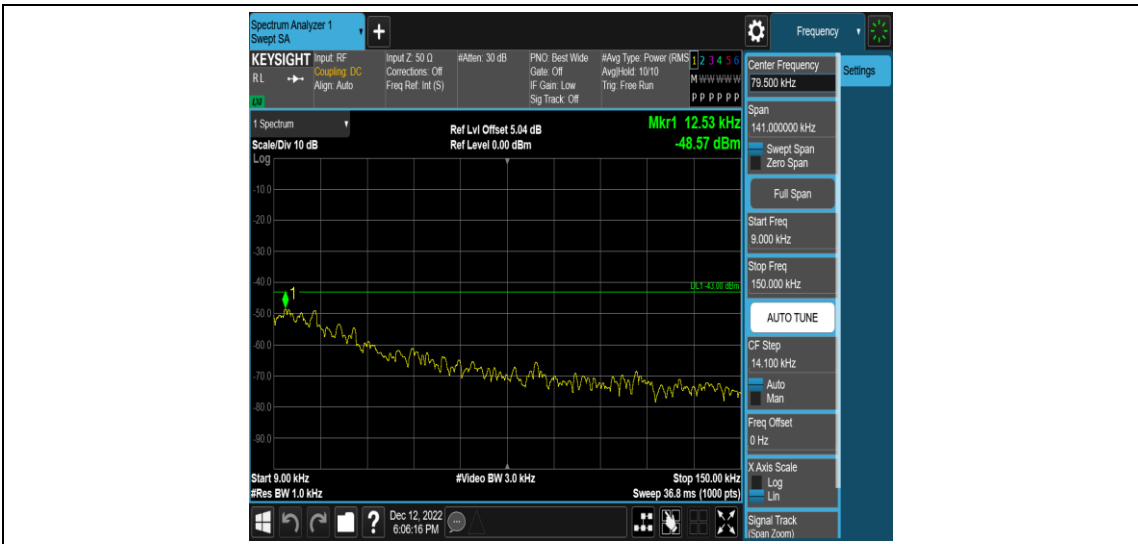 Spectrum Analyzer 1
Swept SA
+
Frequency
KEYSIGHT
RL
LXI
Input: RF
Coupling: DC
Align: Auto
Input Z: 50 Ω
Corrections: Off
Freq Ref: Int (S)
#Atten: 30 dB
PNO: Best Wide
Gate: Off
IF Gain: Low
Sig Track: Off
#Avg Type: Power (RMS
Avg|Hold: 10/10
Trig: Free Run
1 2 3 4 5 6
M W W W W W
P P P P P P
Center Frequency
79.500 kHz
Settings
Span
141.000000 kHz
Swept Span
Zero Span
Full Span
Start Freq
9.000 kHz
Stop Freq
150.000 kHz
AUTO TUNE
CF Step
14.100 kHz
Auto
Man
Freq Offset
0 Hz
X Axis Scale
Log
Lin
Signal Track
(Span Zoom)
1 Spectrum
Scale/Div 10 dB
Ref Lvl Offset 5.04 dB
Ref Level 0.00 dBm
Mkr1 12.53 kHz
-48.57 dBm
Log
-10.0
-20.0
-30.0
-40.0
DL1 -43.00 dBm
1
-50.0
-60.0
-70.0
-80.0
-90.0
Start 9.00 kHz
#Video BW 3.0 kHz
Stop 150.00 kHz
#Res BW 1.0 kHz
Sweep 36.8 ms (1000 pts)
?
Dec 12, 2022
6:06:16 PM